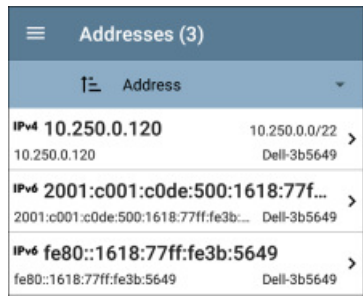 Addresses (3)
Address
IPv4 10.250.0.120 10.250.0.0/22
10.250.0.120 Dell-3b5649
IPv6 2001:c001:c0de:500:1618:77f...
2001:c001:c0de:500:1618:77ff:fe3b:... Dell-3b5649
IPv6 fe80::1618:77ff:fe3b:5649
fe80::1618:77ff:fe3b:5649 Dell-3b5649